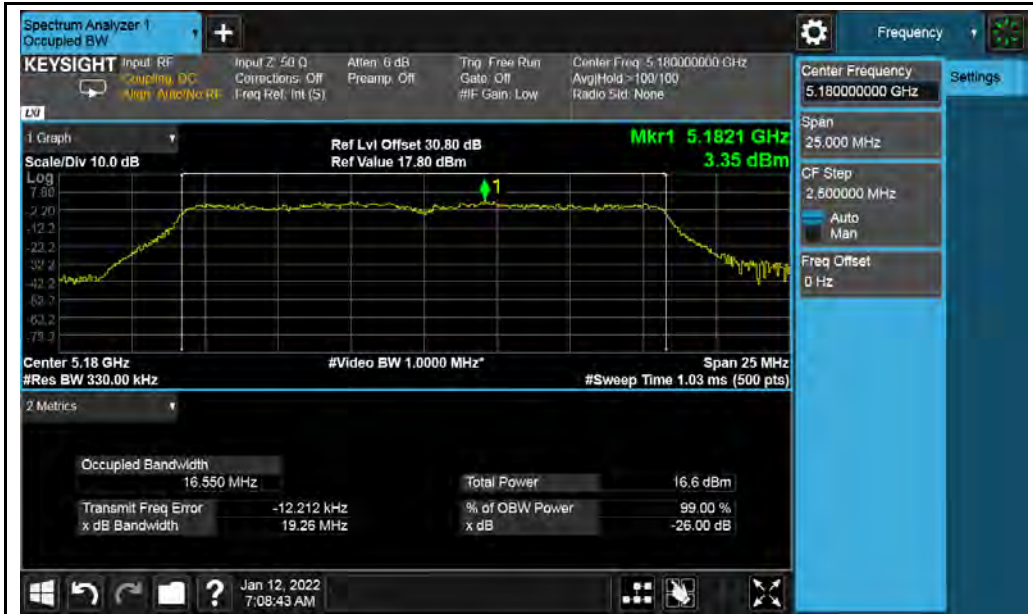 Spectrum Analyzer 1
Occupied BW
+
Frequency
KEYSIGHT
Input: RF
Coupling: DC
Align: Auto/No RF
Input Z: 50 Ω
Corrections: Off
Freq Ref: Int (S)
Atten: 6 dB
Preamp: Off
Trig: Free Run
Gate: Off
#IF Gain: Low
Center Freq: 5.180000000 GHz
Avg|Hold:>100/100
Radio Std: None
LXI
Center Frequency
5.180000000 GHz
Settings
Span
25.000 MHz
CF Step
2.500000 MHz
Auto
Man
Freq Offset
0 Hz
1 Graph
Scale/Div 10.0 dB
Ref Lvl Offset 30.80 dB
Ref Value 17.80 dBm
Mkr1 5.1821 GHz
3.35 dBm
Log
7.80
-2.20
-12.2
-22.2
-32.2
-42.2
-52.2
-62.2
1
Center 5.18 GHz
#Res BW 330.00 kHz
#Video BW 1.0000 MHz*
Span 25 MHz
#Sweep Time 1.03 ms (500 pts)
2 Metrics
Occupied Bandwidth
16.550 MHz
Total Power 16.6 dBm
Transmit Freq Error -12.212 kHz
% of OBW Power 99.00 %
x dB Bandwidth 19.26 MHz
x dB -26.00 dB
?
Jan 12, 2022
7:08:43 AM